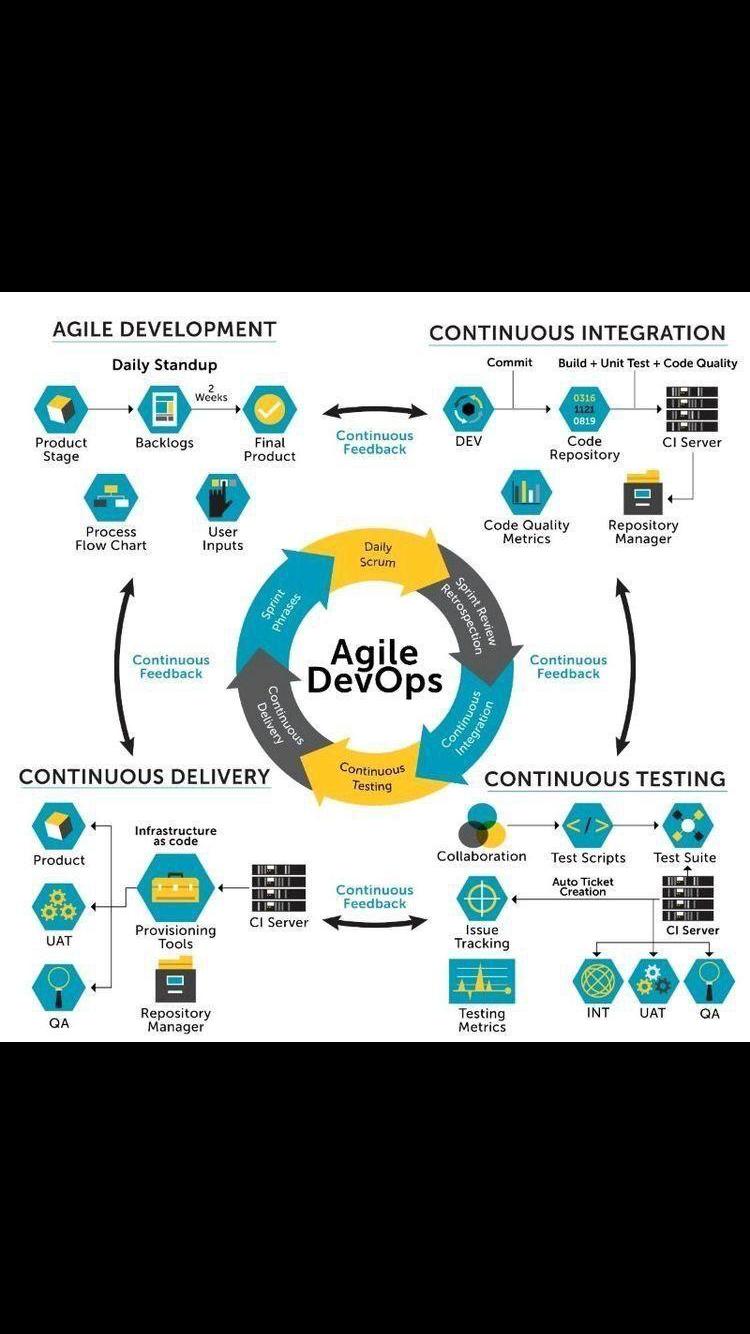 AGILE DEVELOPMENT
Daily Standup
2
Weeks
Product
Stage
Backlogs
Final
Product
Process
Flow Chart
User
Inputs
Continuous
Feedback
CONTINUOUS INTEGRATION
Commit
Build + Unit Test + Code Quality
0316
1121
0819
DEV
Code
Repository
CI Server
Code Quality
Metrics
Repository
Manager
Daily
Scrum
Sprint Review
Retrospection
Continuous
Integration
Continuous
Testing
Continuous
Delivery
Sprint
Phrases
Agile
DevOps
Continuous
Feedback
Continuous
Feedback
CONTINUOUS DELIVERY
Product
Infrastructure
as code
UAT
Provisioning
Tools
CI Server
QA
Repository
Manager
Continuous
Feedback
CONTINUOUS TESTING
Collaboration
</>
Test Scripts
Test Suite
Auto Ticket
Creation
Issue
Tracking
CI Server
Testing
Metrics
INT
UAT
QA